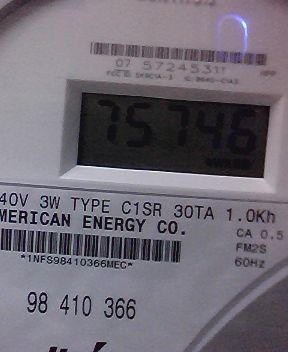 07 57245311
75746
40V 3W TYPE C1SR 30TA 1.0Kh
MERICAN ENERGY CO.
CA 0.5
FM2S
60Hz
*1NFS98410366MEC*
98 410 366